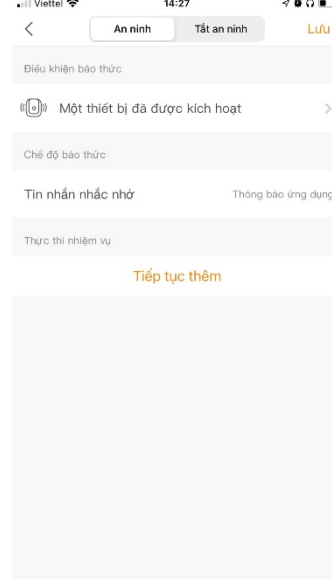 Viettel 14:27
An ninh Tắt an ninh Lưu
Điều khiện báo thức
Một thiết bị đã được kích hoạt
Chế độ báo thức
Tin nhắn nhắc nhở Thông báo ứng dụng
Thực thi nhiệm vụ
Tiếp tục thêm